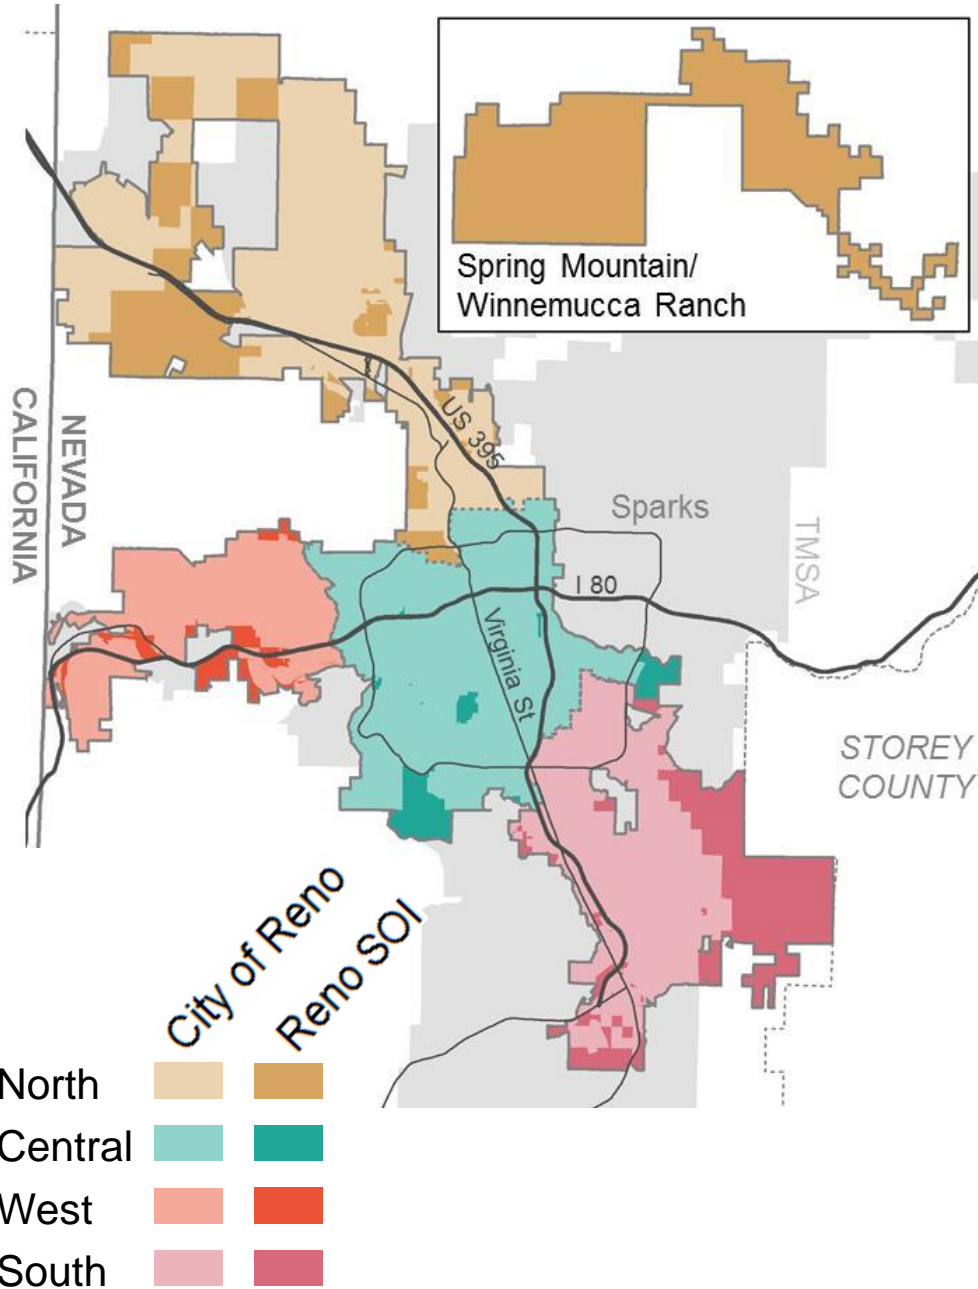 Spring Mountain/
Winnemucca Ranch
CALIFORNIA
NEVADA
US 395
Sparks
TMSA
I 80
Virginia St
STOREY
COUNTY
City of Reno
Reno SOI
North
Central
West
South